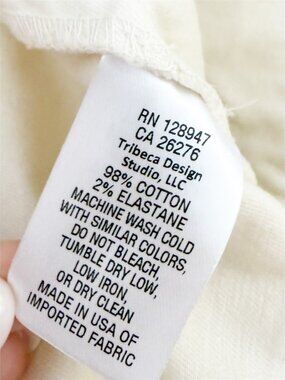 RN 128947
CA 26276
Tribeca Design
Studio, LLC
98% COTTON
2% ELASTANE
MACHINE WASH COLD
WITH SIMILAR COLORS,
DO NOT BLEACH,
TUMBLE DRY LOW,
LOW IRON,
OR DRY CLEAN
MADE IN USA OF
IMPORTED FABRIC